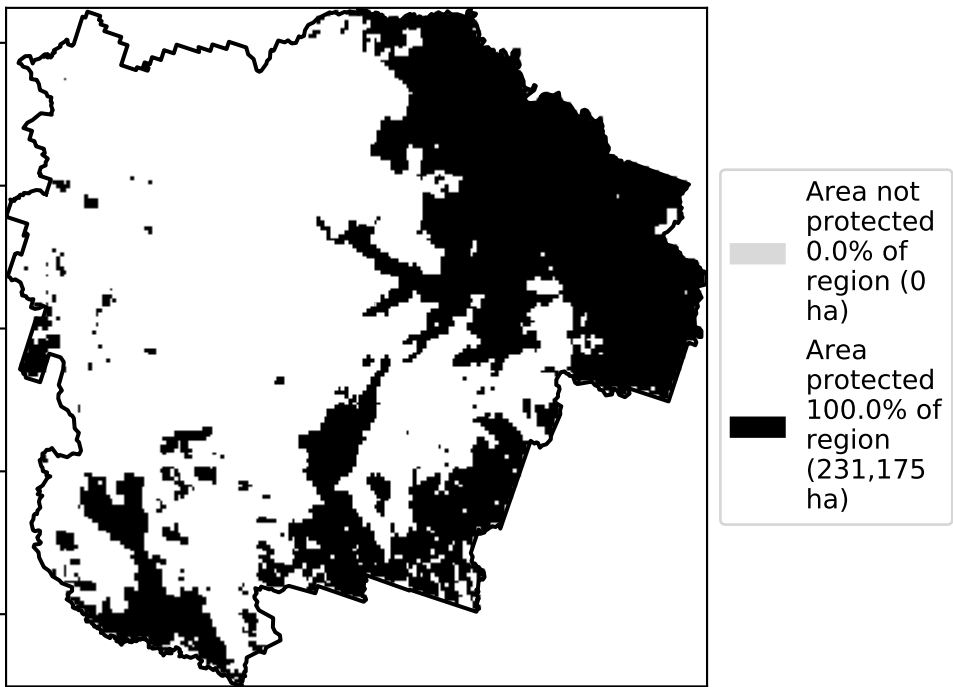 Area not
protected
0.0% of
region (0
ha)
Area
protected
100.0% of
region
(231,175
ha)